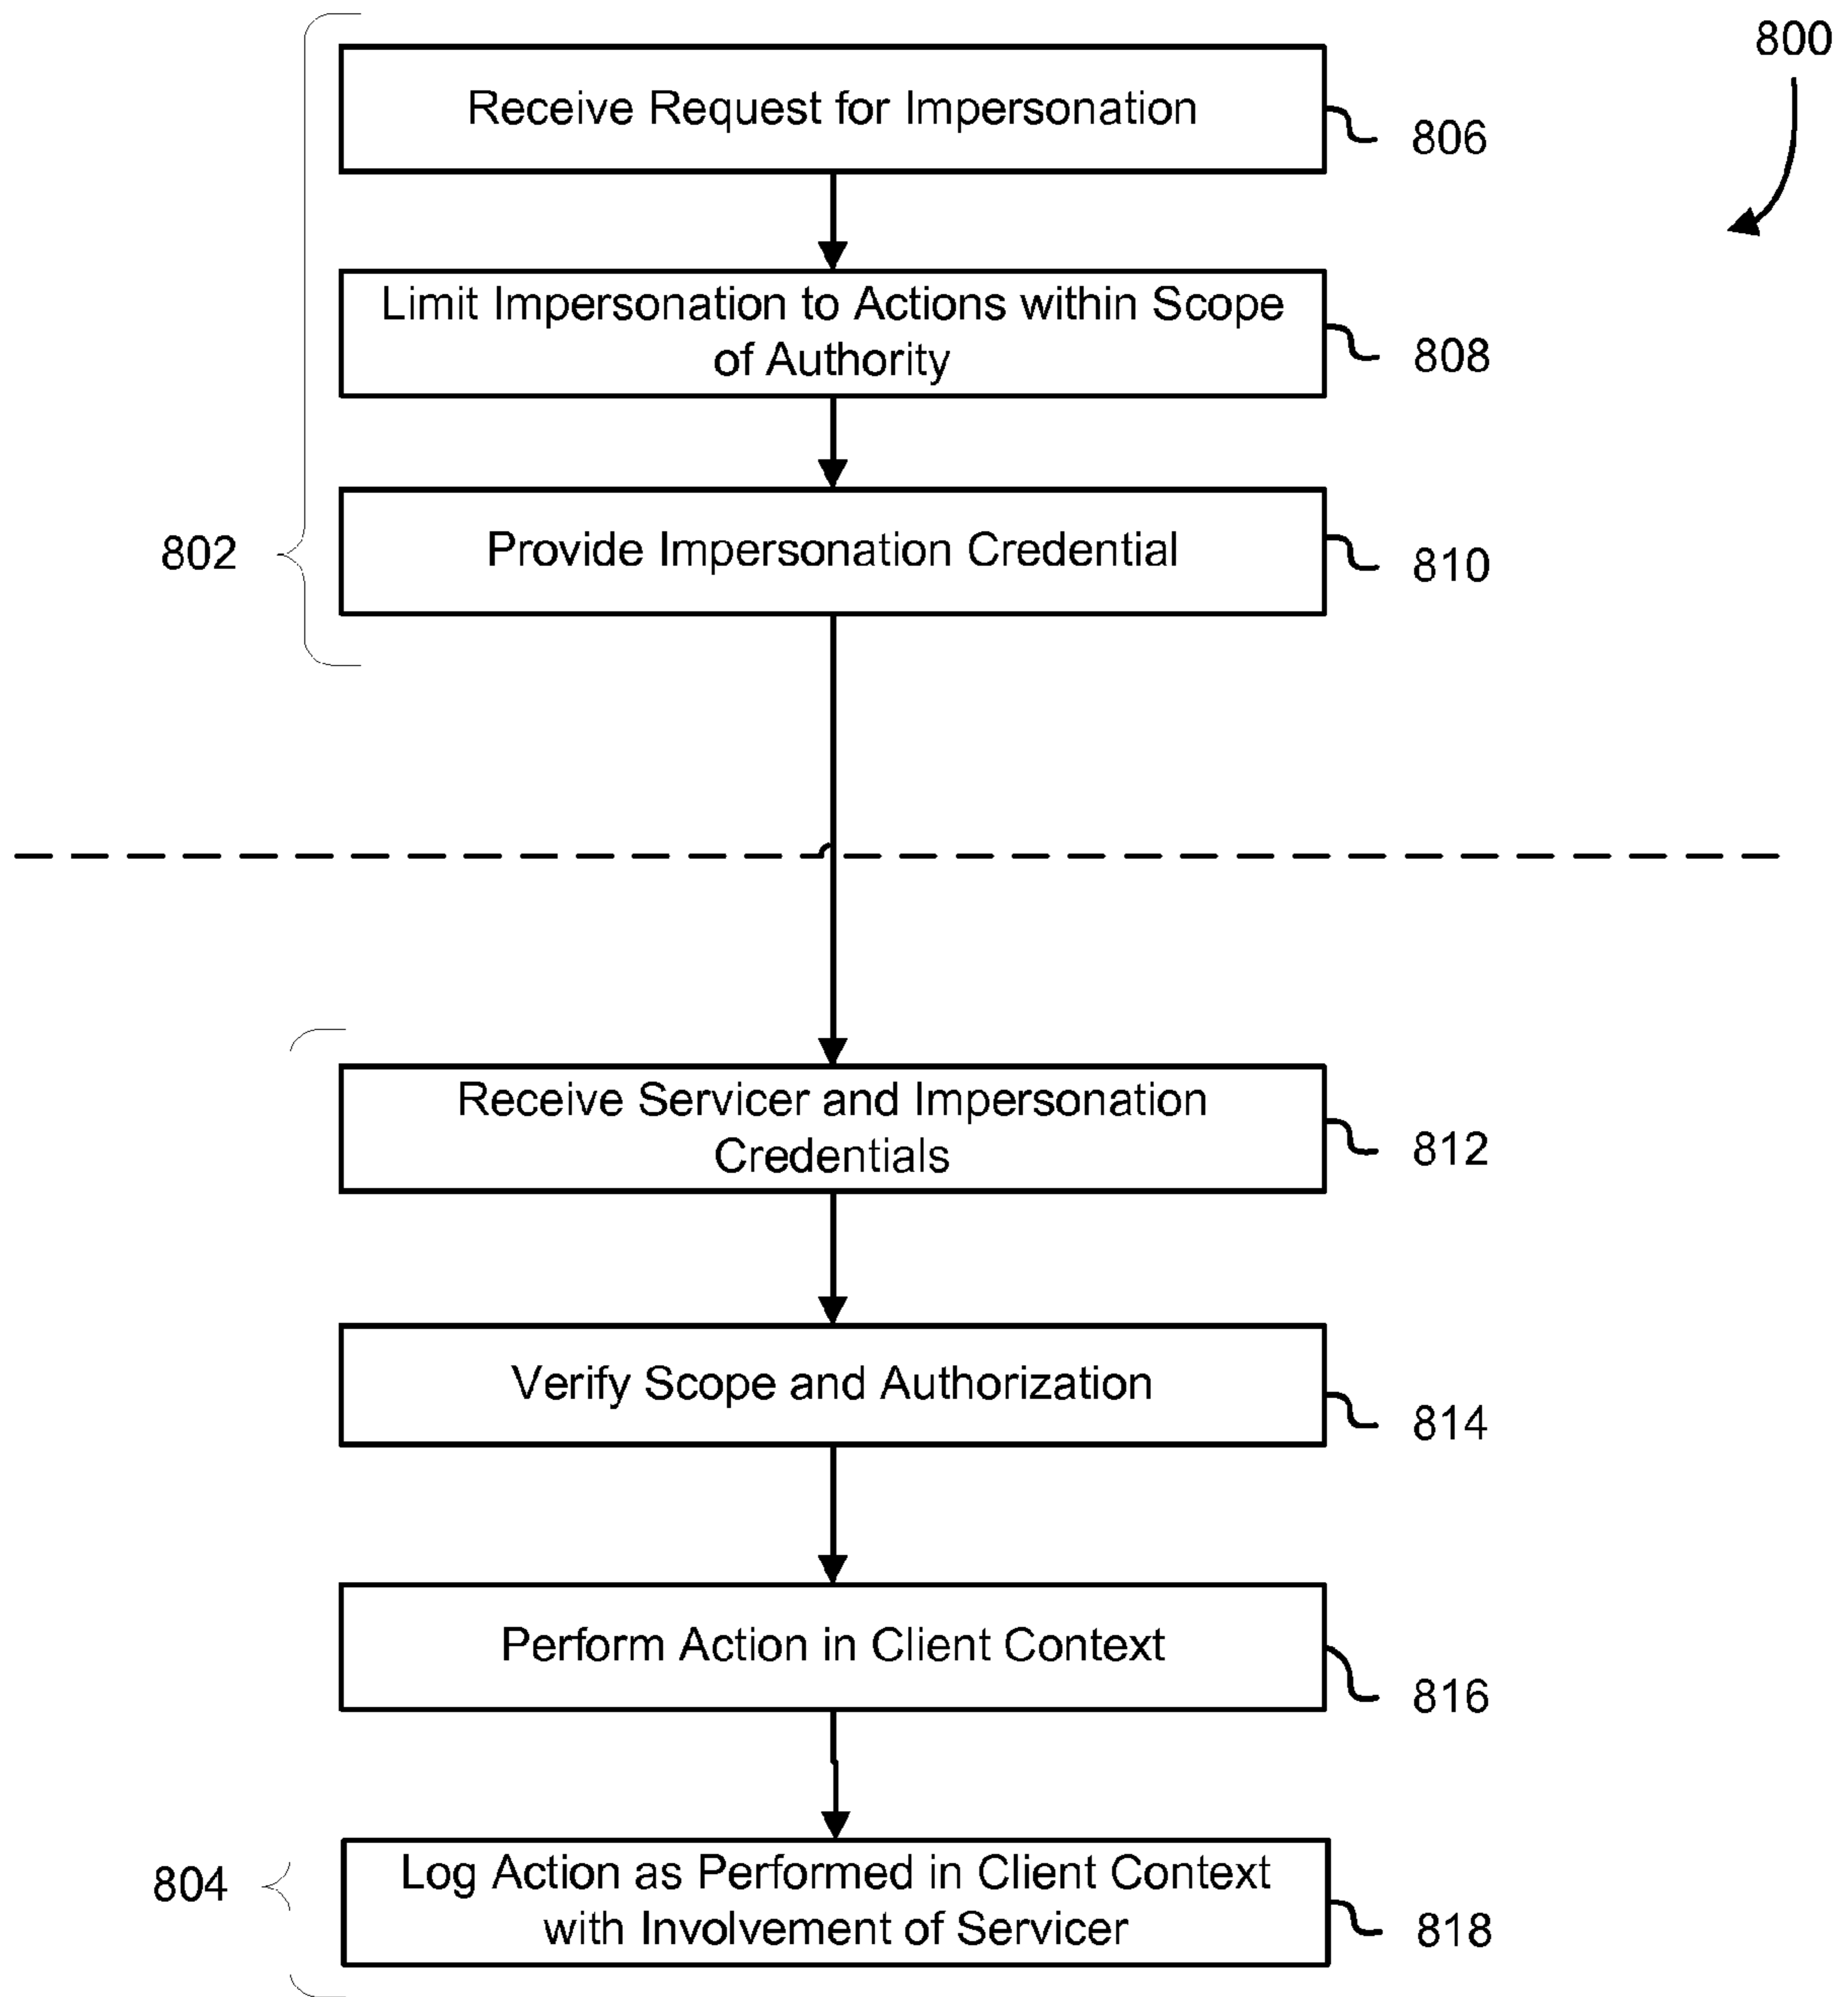 800
Receive Request for Impersonation
806
Limit Impersonation to Actions within Scope
of Authority
808
802
Provide Impersonation Credential
810
Receive Servicer and Impersonation
Credentials
812
Verify Scope and Authorization
814
Perform Action in Client Context
816
804
Log Action as Performed in Client Context
with Involvement of Servicer
818